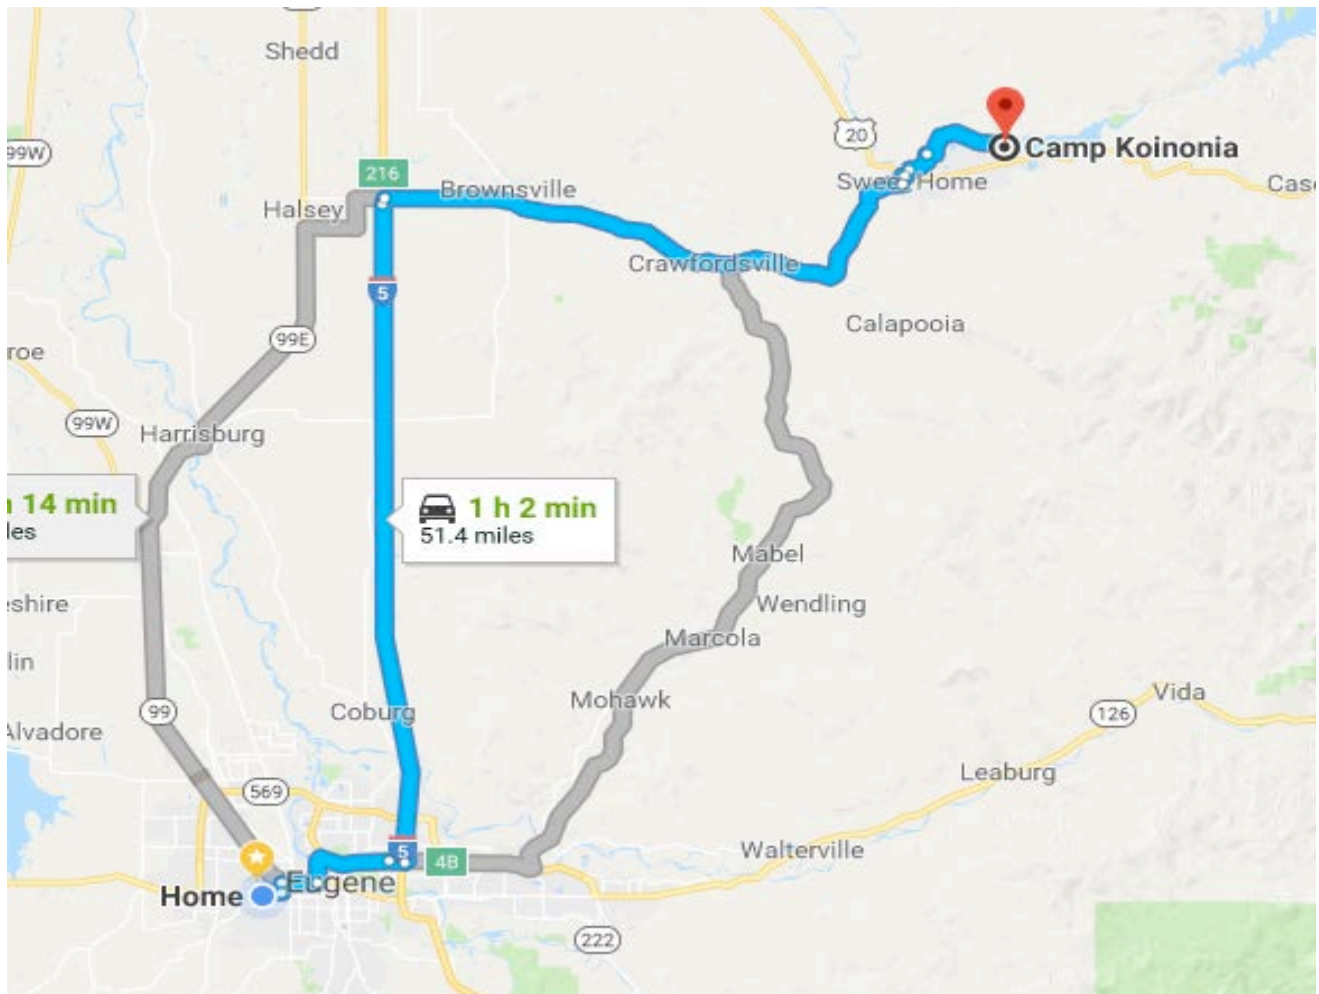 Shedd
99W
20
Camp Koinonia
216
Brownsville
Sweet Home
Cas
Halsey
Crawfordsville
5
99E
Calapooia
roe
99W
Harrisburg
14 min
les
1 h 2 min
51.4 miles
Mabel
eshire
Wendling
Marcola
lin
Mohawk
Vida
99
Coburg
126
Alvadore
Leaburg
569
5
4B
Walterville
Eugene
Home
222